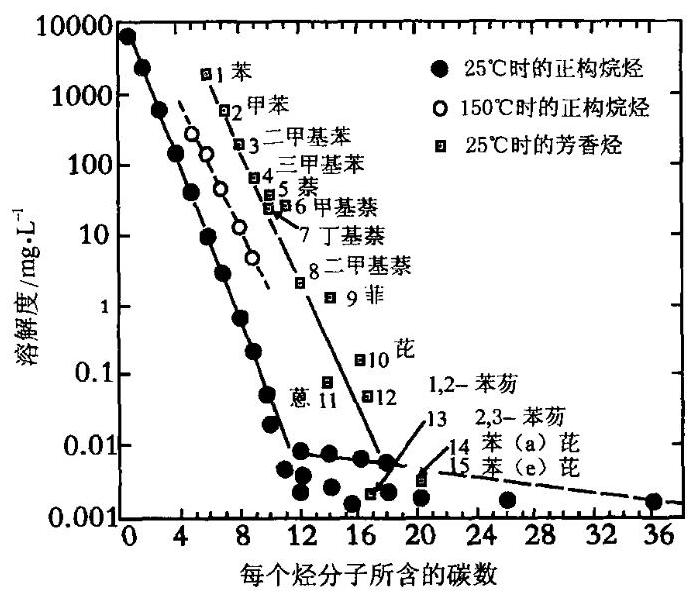 10000
1000
100
10
1
0.1
0.01
0.001
溶解度/mg·L⁻¹
● 25℃时的正构烷烃
○ 150℃时的正构烷烃
25℃时的芳香烃
1 苯
2 甲苯
3 二甲基苯
4 三甲基苯
5 萘
6 甲基萘
7 丁基萘
8 二甲基萘
9 菲
10 芘
蒽 11
12
1,2-苯芴
13
2,3-苯芴
14 苯（a）芘
15 苯（e）芘
0 4 8 12 16 20 24 28 32 36
每个烃分子所含的碳数